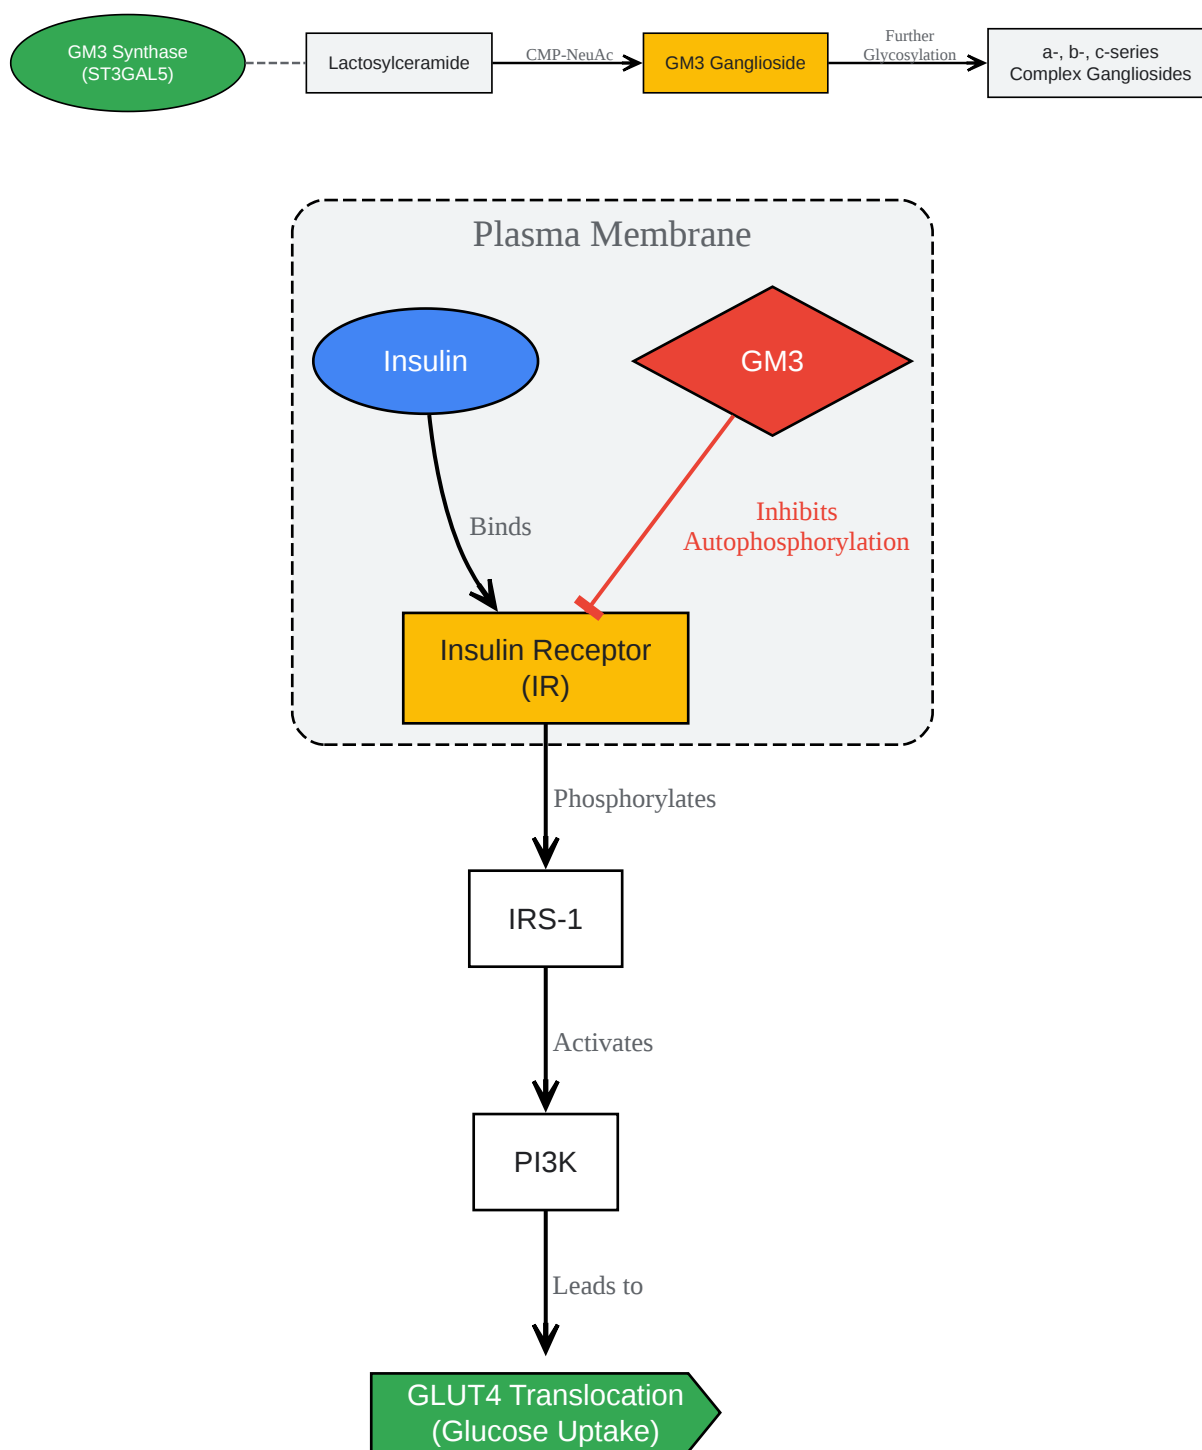 GM3 Synthase
(ST3GAL5)
Lactosylceramide
CMP-NeuAc
GM3 Ganglioside
Further
Glycosylation
a-, b-, c-series
Complex Gangliosides
Plasma Membrane
Insulin
GM3
Binds
Inhibits
Autophosphorylation
Insulin Receptor
(IR)
Phosphorylates
IRS-1
Activates
PI3K
Leads to
GLUT4 Translocation
(Glucose Uptake)